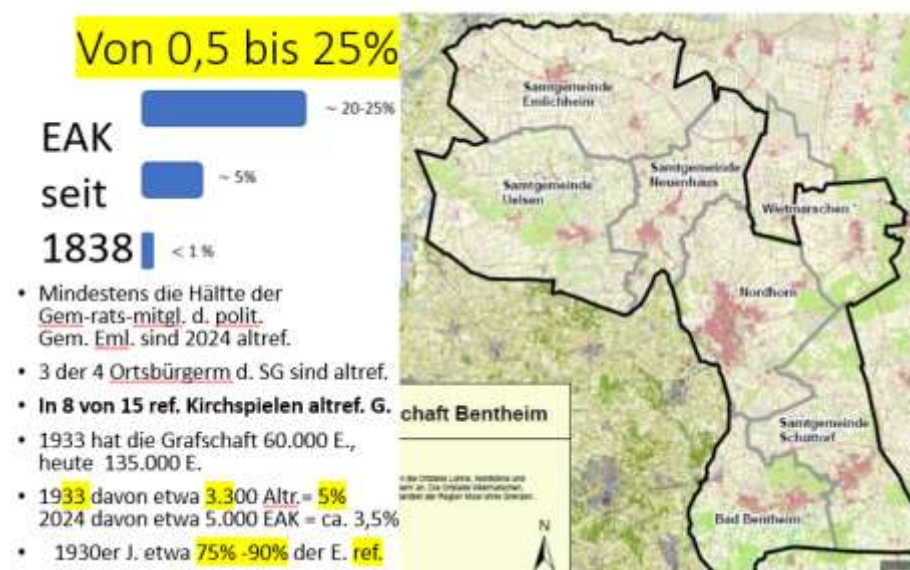 Von 0,5 bis 25%
~ 20-25%
EAK
seit
1838
~ 5%
< 1 %
• Mindestens die Hälfte der
Gem-rats-mitgl. d. polit.
Gem. Eml. sind 2024 altref.
• 3 der 4 Ortsbürgerm d. SG sind altref.
• In 8 von 15 ref. Kirchspielen altref. G.
• 1933 hat die Grafschaft 60.000 E.,
heute 135.000 E.
• 1933 davon etwa 3.300 Altr.= 5%
2024 davon etwa 5.000 EAK = ca. 3,5%
• 1930er J. etwa 75% -90% der E. ref.
Samtgemeinde
Emlichheim
Samtgemeinde
Uelsen
Samtgemeinde
Neuenhaus
Wietmarschen
Nordhorn
Samtgemeinde
Schüttorf
Bad Bentheim
chaft Bentheim
N